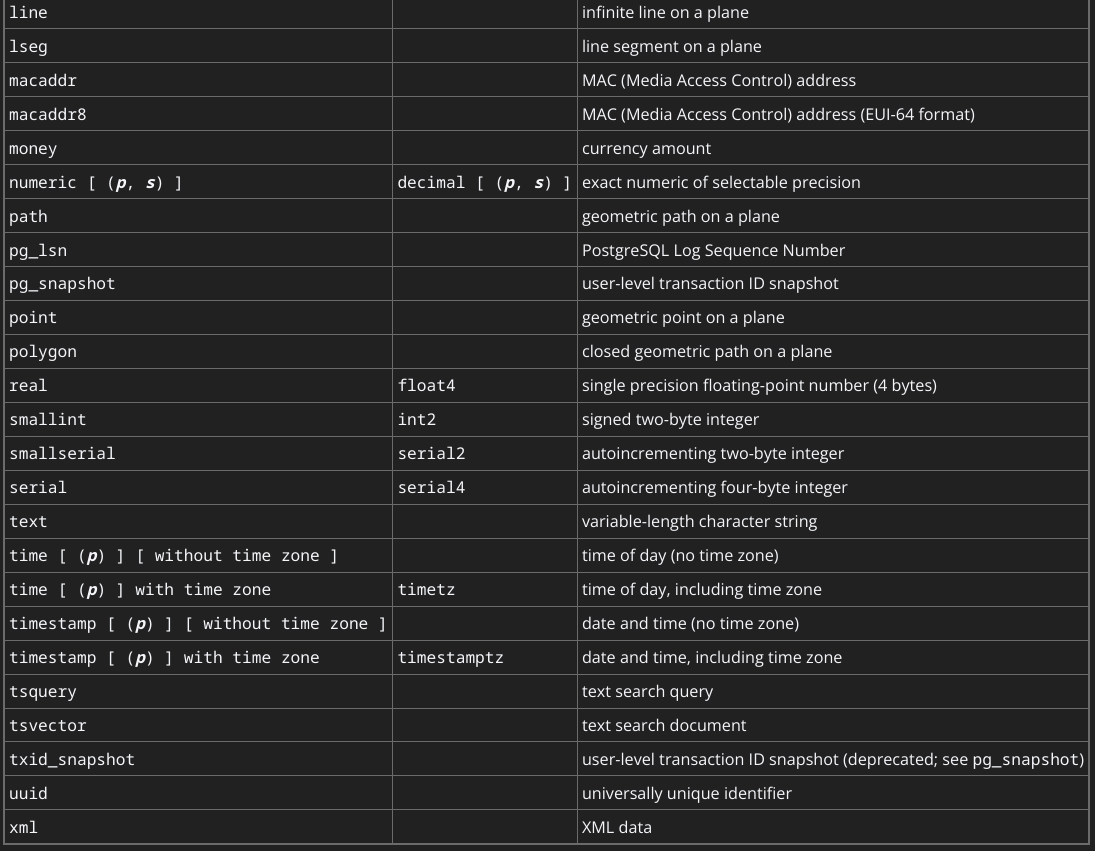 line infinite line on a plane
lseg line segment on a plane
macaddr MAC (Media Access Control) address
macaddr8 MAC (Media Access Control) address (EUI-64 format)
money currency amount
numeric [ (p, s) ] decimal [ (p, s) ] exact numeric of selectable precision
path geometric path on a plane
pg_lsn PostgreSQL Log Sequence Number
pg_snapshot user-level transaction ID snapshot
point geometric point on a plane
polygon closed geometric path on a plane
real float4 single precision floating-point number (4 bytes)
smallint int2 signed two-byte integer
smallserial serial2 autoincrementing two-byte integer
serial serial4 autoincrementing four-byte integer
text variable-length character string
time [ (p) ] [ without time zone ] time of day (no time zone)
time [ (p) ] with time zone timetz time of day, including time zone
timestamp [ (p) ] [ without time zone ] date and time (no time zone)
timestamp [ (p) ] with time zone timestamptz date and time, including time zone
tsquery text search query
tsvector text search document
txid_snapshot user-level transaction ID snapshot (deprecated; see pg_snapshot)
uuid universally unique identifier
xml XML data